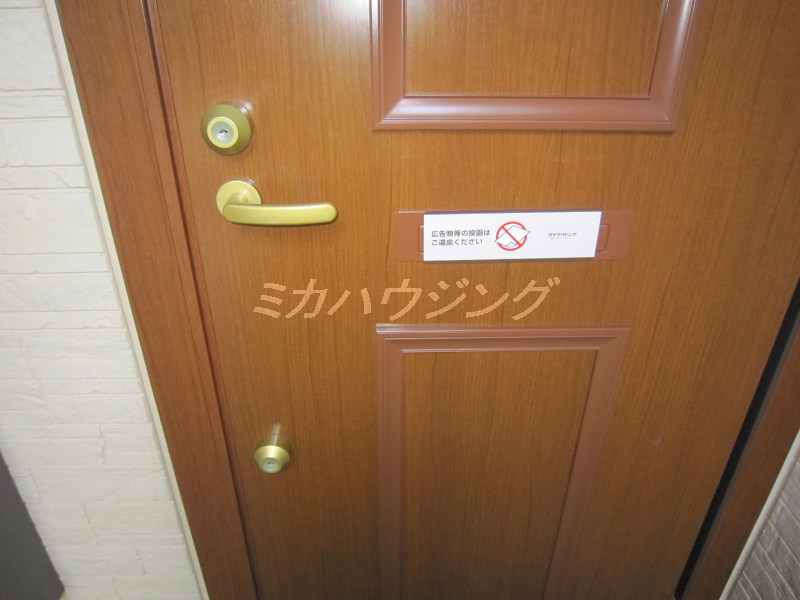 広告物等の投函は
ご遠慮ください
ミカハウジング